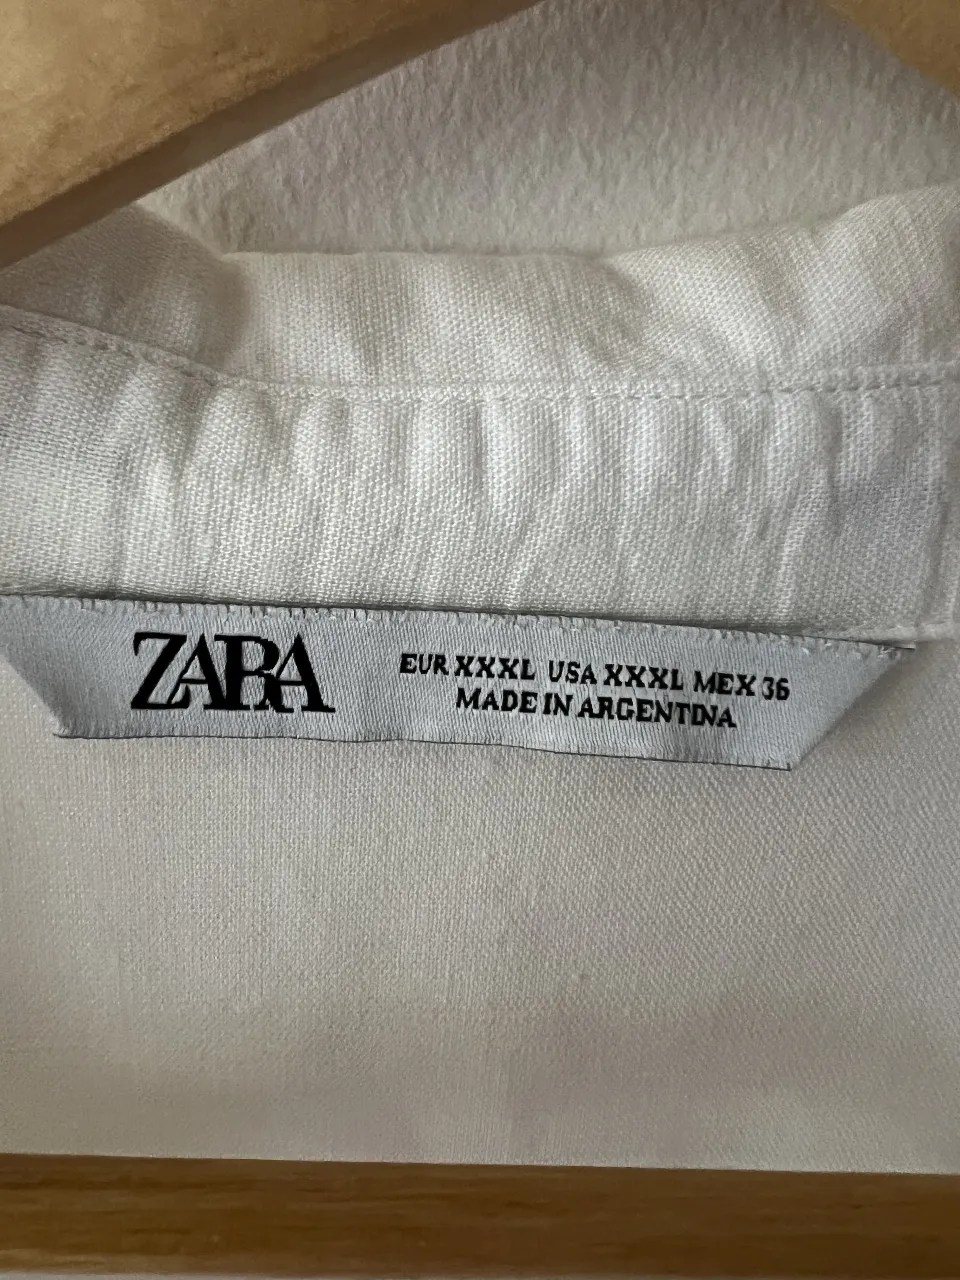 ZARA
EUR XXXL USA XXXL MEX 36
MADE IN ARGENTINA